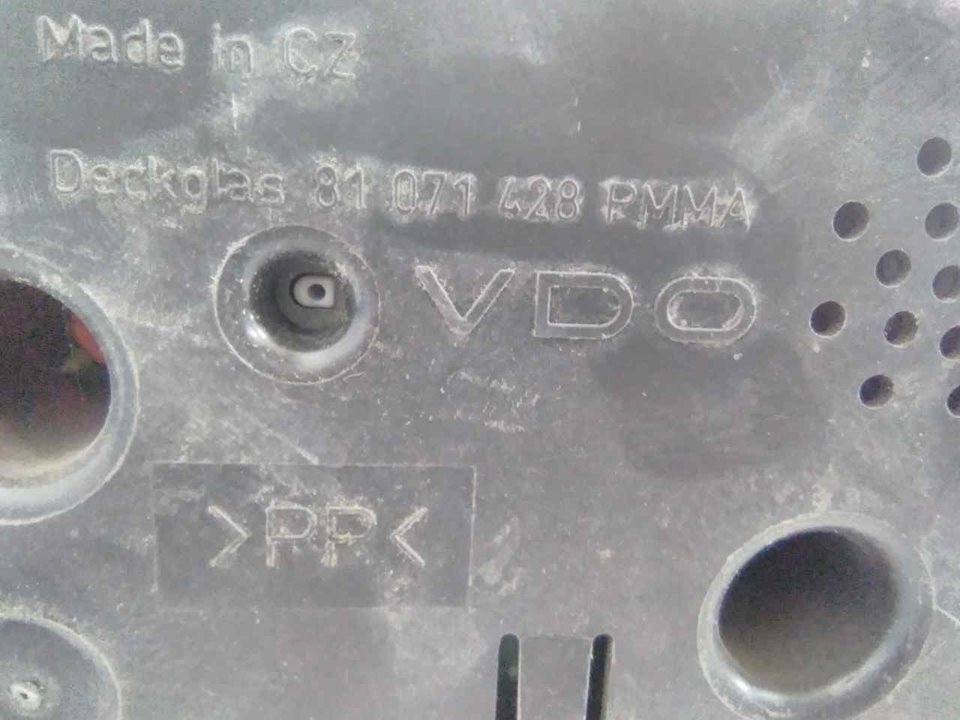 Made in CZ
Deckglas 81 071 428 PMMA
VDO
>PP<